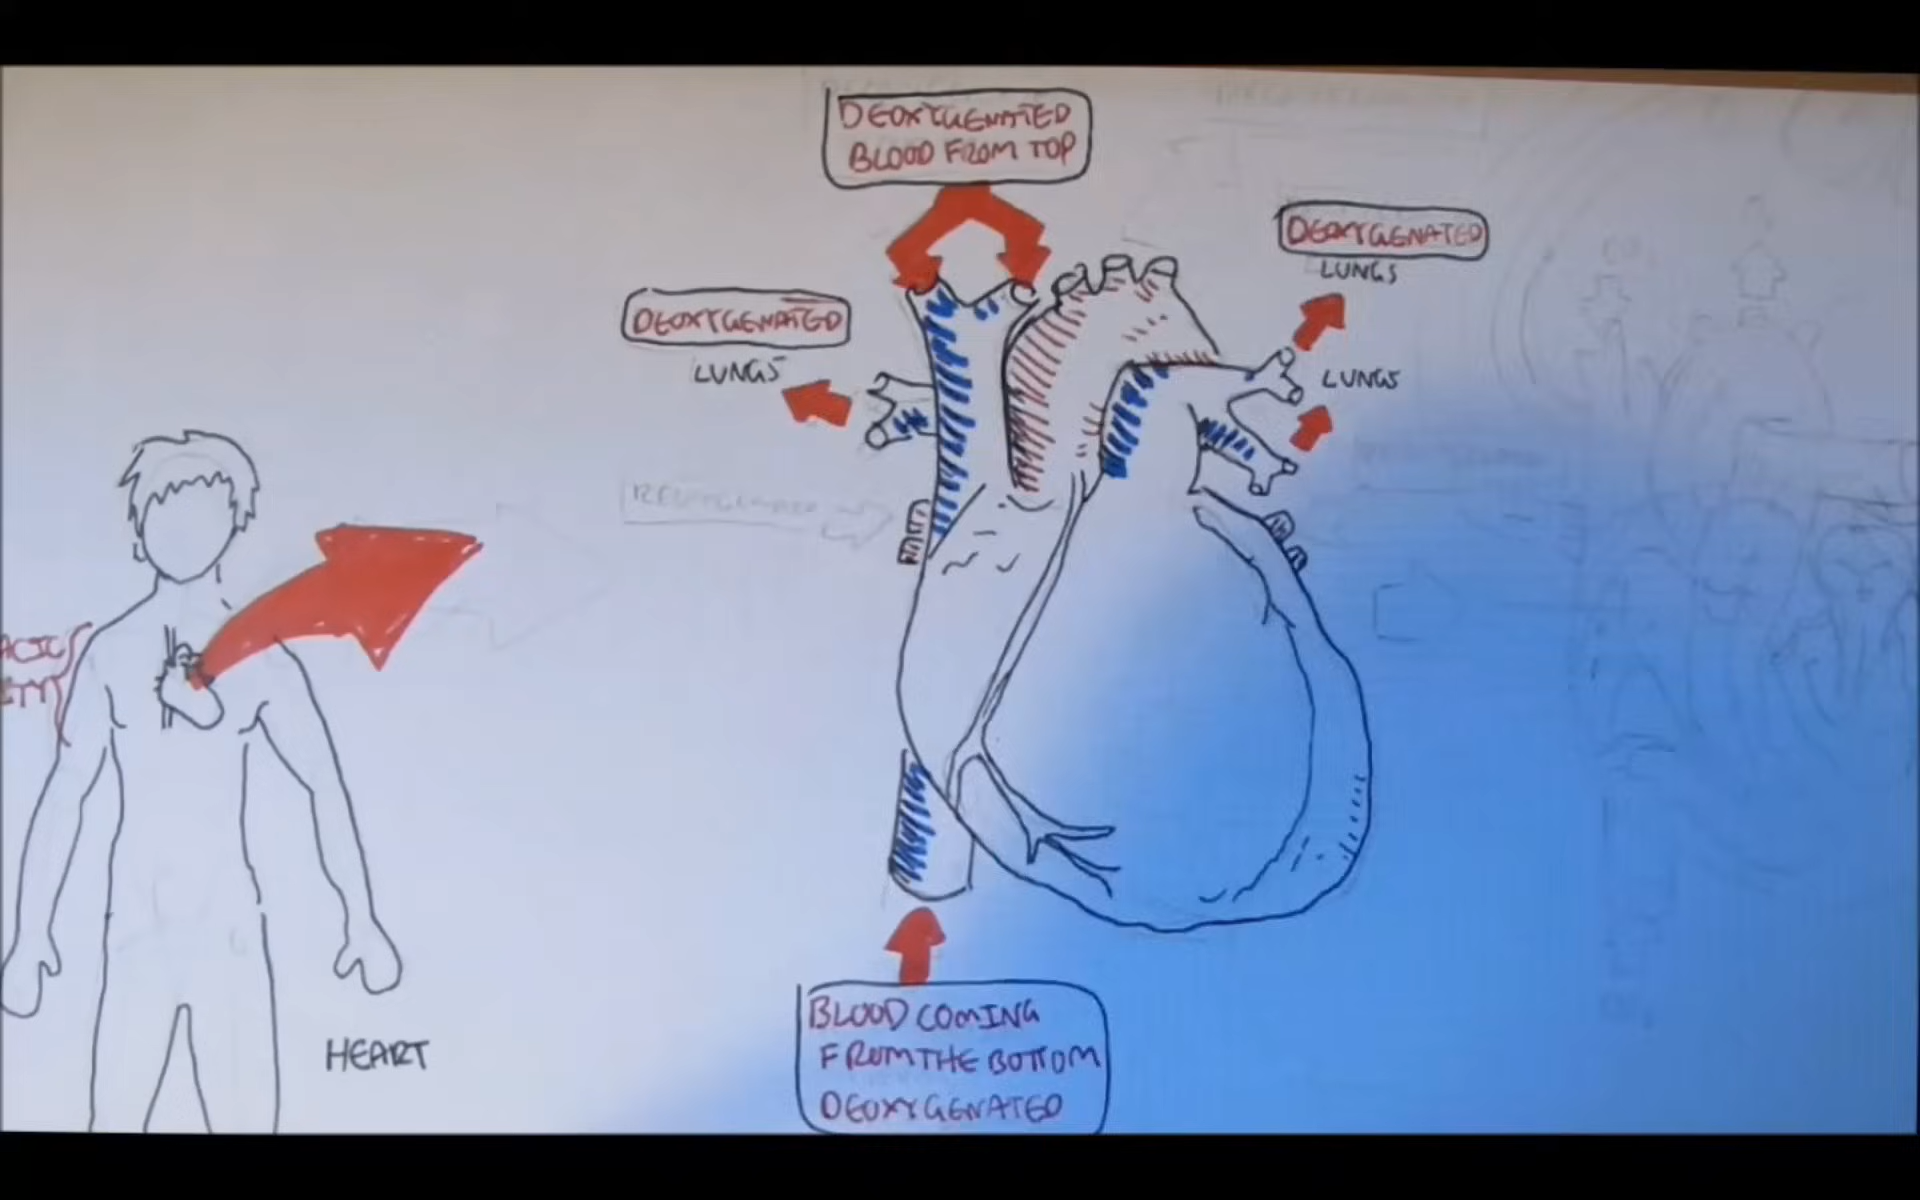 DEOXYGENATED
BLOOD FROM TOP
DEOXYGENATED
LUNGS
DEOXYGENATED
LUNGS
LUNGS
HEART
BLOOD COMING
FROM THE BOTTOM
DEOXYGENATED